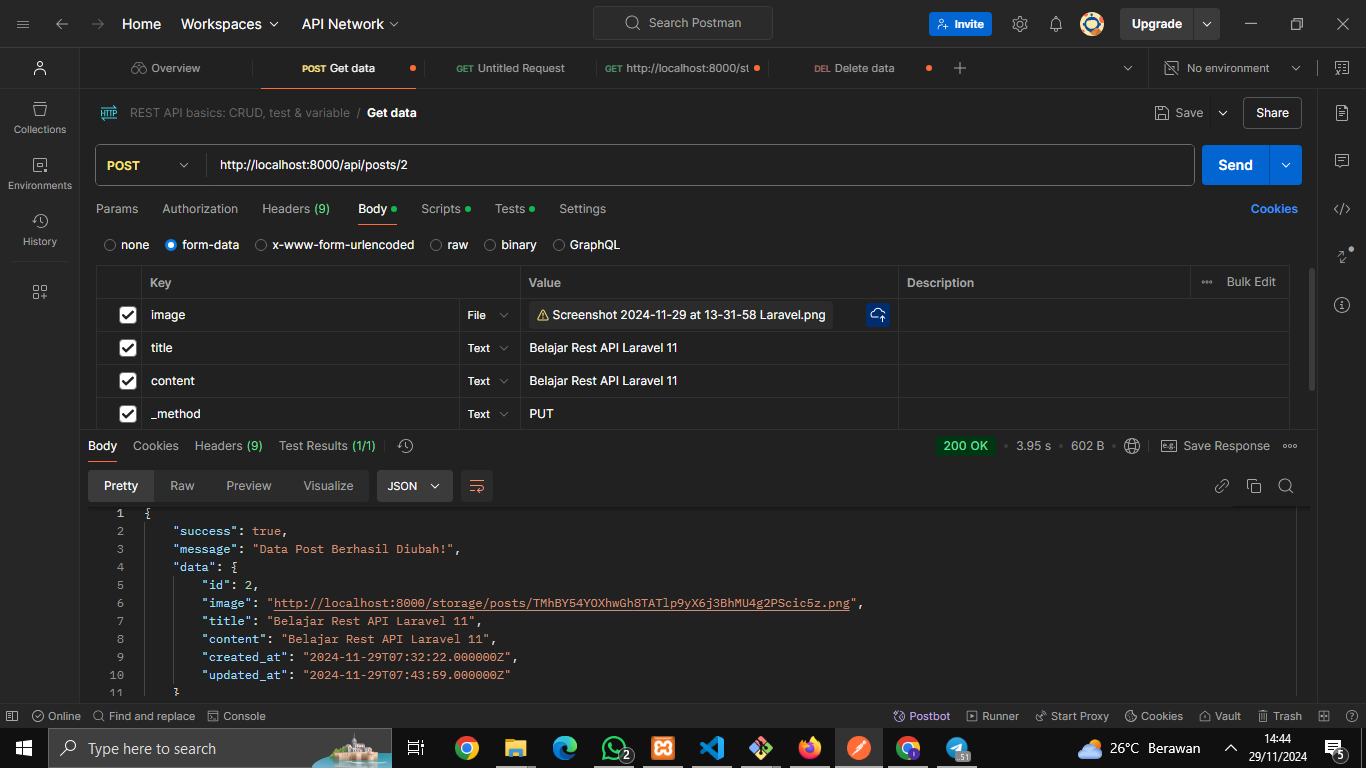 Home Workspaces API Network Search Postman Invite Upgrade
Overview POST Get data GET Untitled Request GET http://localhost:8000/st DEL Delete data No environment
HTTP REST API basics: CRUD, test & variable / Get data Save Share
Collections
Environments
History
POST http://localhost:8000/api/posts/2 Send
Params Authorization Headers (9) Body Scripts Tests Settings Cookies
none form-data x-www-form-urlencoded raw binary GraphQL
Key Value Description Bulk Edit
image File Screenshot 2024-11-29 at 13-31-58 Laravel.png
title Text Belajar Rest API Laravel 11
content Text Belajar Rest API Laravel 11
_method Text PUT
Body Cookies Headers (9) Test Results (1/1) 200 OK 3.95 s 602 B e.g. Save Response
Pretty Raw Preview Visualize JSON
1 {
2 "success": true,
3 "message": "Data Post Berhasil Diubah!",
4 "data": {
5 "id": 2,
6 "image": "http://localhost:8000/storage/posts/TMhBY54YOXhwGh8TATlp9yX6j3BhMU4g2PScic5z.png",
7 "title": "Belajar Rest API Laravel 11",
8 "content": "Belajar Rest API Laravel 11",
9 "created_at": "2024-11-29T07:32:22.000000Z",
10 "updated_at": "2024-11-29T07:43:59.000000Z"
11 }
Online Find and replace Console Postbot Runner Start Proxy Cookies Vault Trash
Type here to search 2 51 26°C Berawan 14:44
29/11/2024 5